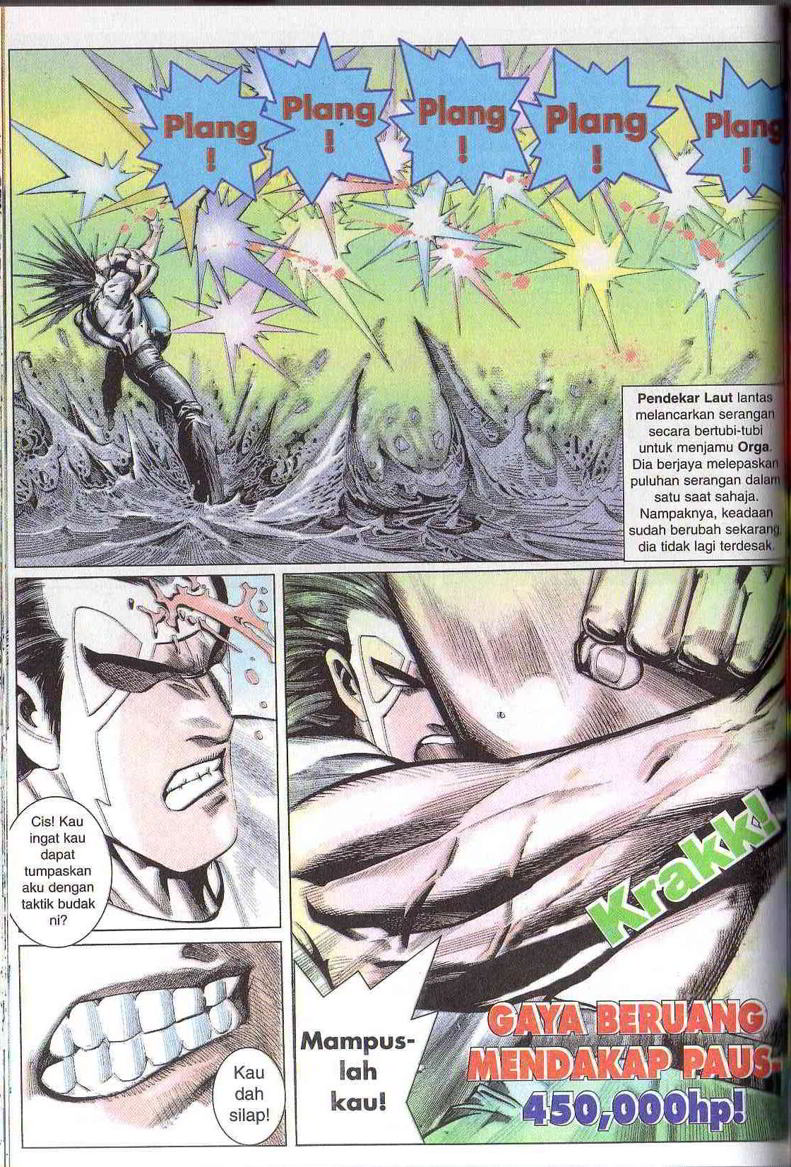 Plang
!
Plang
!
Plang
!
Plang
!
Plang
!
Pendekar Laut lantas
melancarkan serangan
secara bertubi-tubi
untuk menjamu Orga.
Dia berjaya melepaskan
puluhan serangan dalam
satu saat sahaja.
Nampaknya, keadaan
sudah berubah sekarang,
dia tidak lagi terdesak.
Cis! Kau
ingat kau
dapat
tumpaskan
aku dengan
taktik budak
ni?
Krakk!
Kau
dah
silap!
Mampus-
lah
kau!
GAYA BERUANG
MENDAKAP PAUS-
450,000hp!